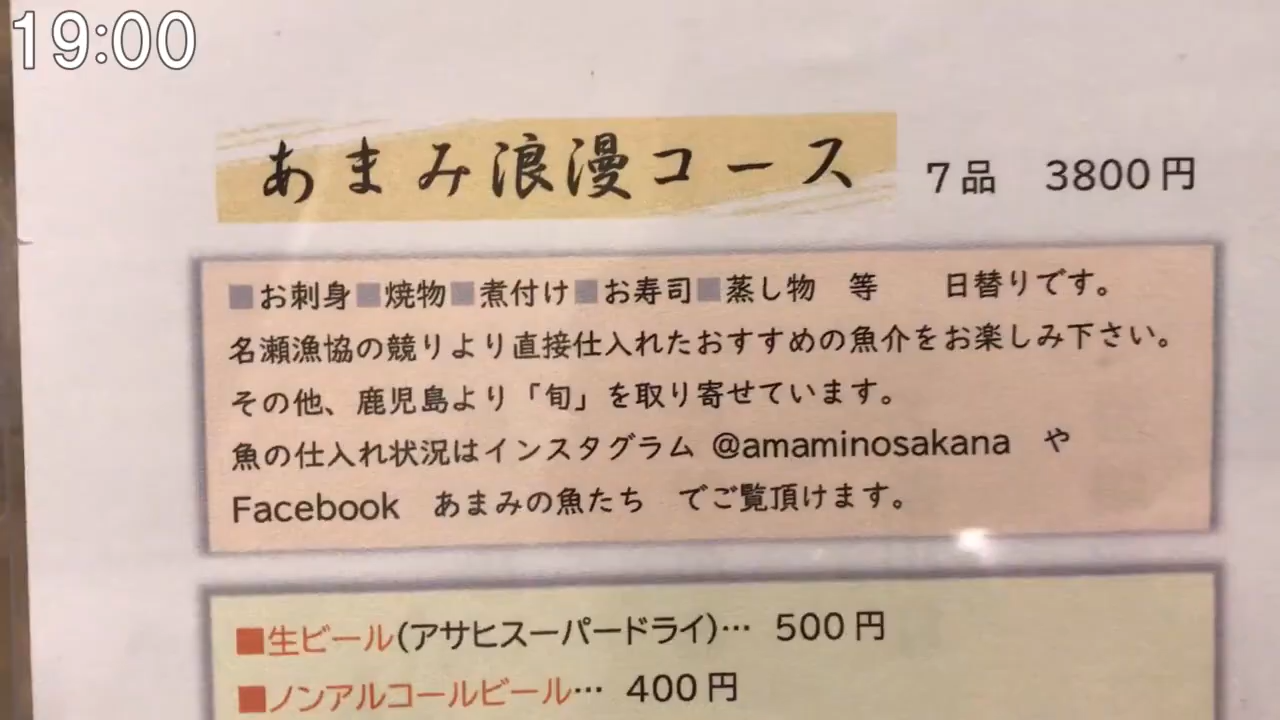 19:00
あまみ浪漫コース 7品 3800円
■お刺身■焼物■煮付け■お寿司■蒸し物 等 日替りです。
名瀬漁協の競りより直接仕入れたおすすめの魚介をお楽しみ下さい。
その他、鹿児島より「旬」を取り寄せています。
魚の仕入れ状況はインスタグラム @amaminosakana や
Facebook あまみの魚たち でご覧頂けます。
■生ビール(アサヒスーパードライ)… 500円
■ノンアルコールビール… 400円